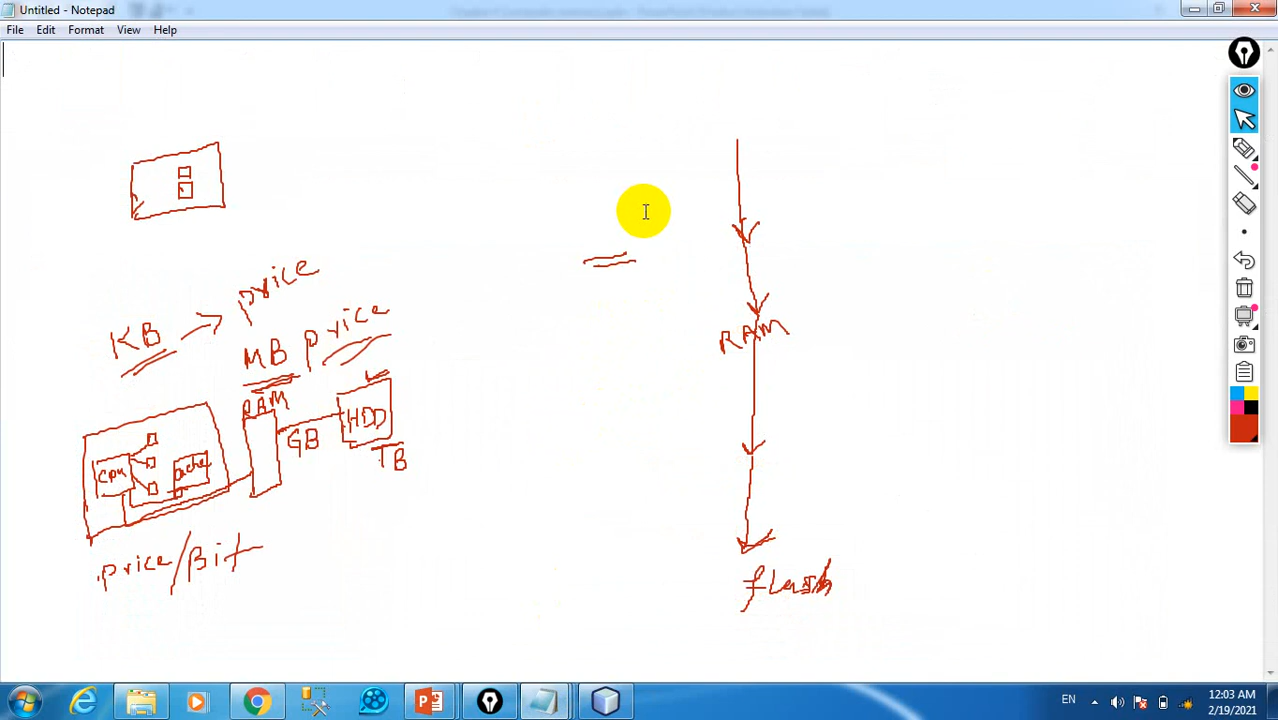 Untitled - Notepad
File Edit Format View Help
price
KB
MB price
RAM
RAM
HDD
GB
CPU
cache
TB
price/Bit
flash
EN
12:03 AM
2/19/2021